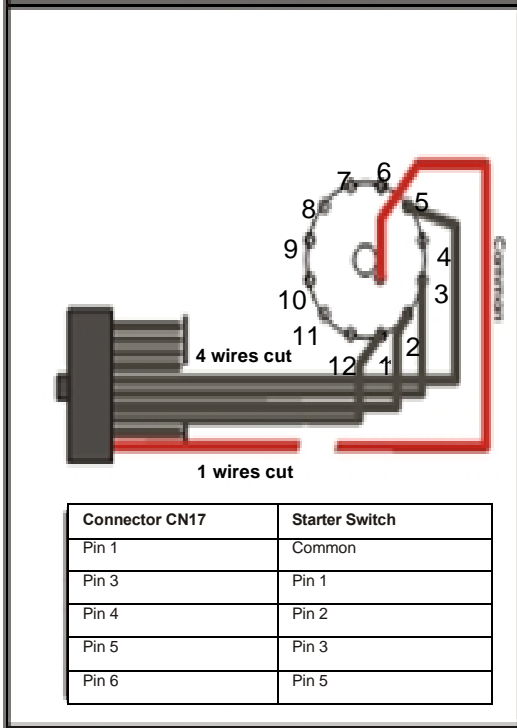 6
7
5
8
Common
9
4
10
3
11
2
4 wires cut
12
1
1 wires cut
Connector CN17 Starter Switch
Pin 1 Common
Pin 3 Pin 1
Pin 4 Pin 2
Pin 5 Pin 3
Pin 6 Pin 5